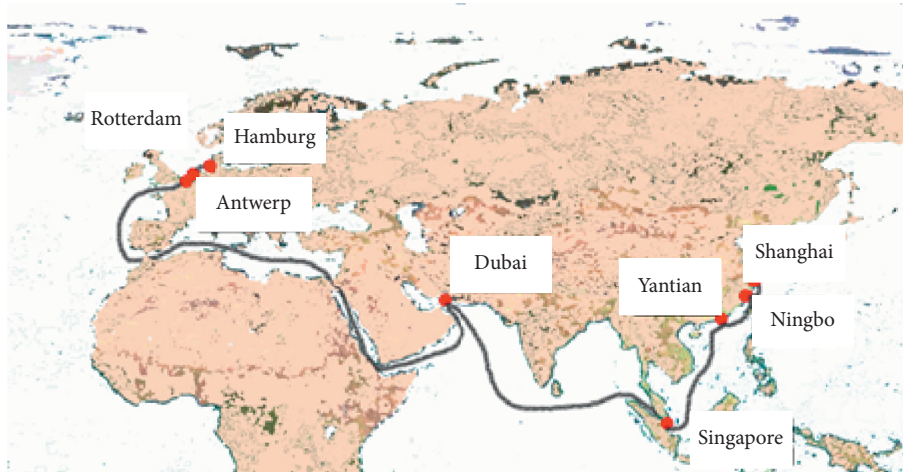 Rotterdam
Hamburg
Antwerp
Dubai
Shanghai
Yantian
Ningbo
Singapore